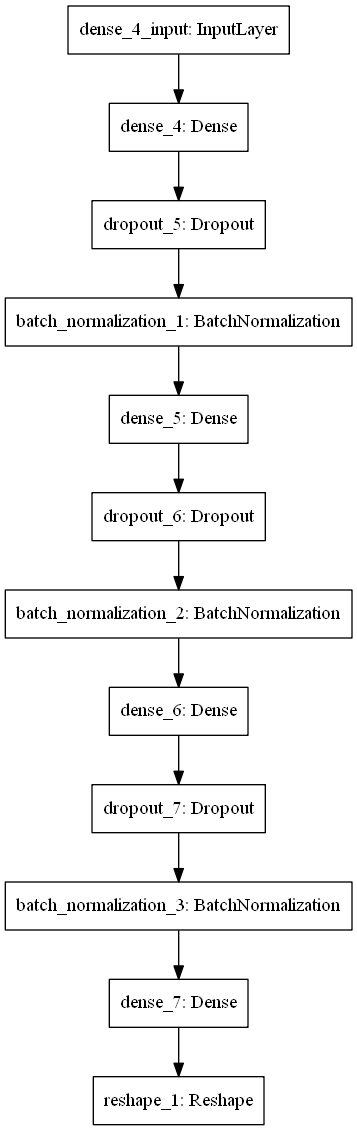 dense_4_input: InputLayer
dense_4: Dense
dropout_5: Dropout
batch_normalization_1: BatchNormalization
dense_5: Dense
dropout_6: Dropout
batch_normalization_2: BatchNormalization
dense_6: Dense
dropout_7: Dropout
batch_normalization_3: BatchNormalization
dense_7: Dense
reshape_1: Reshape